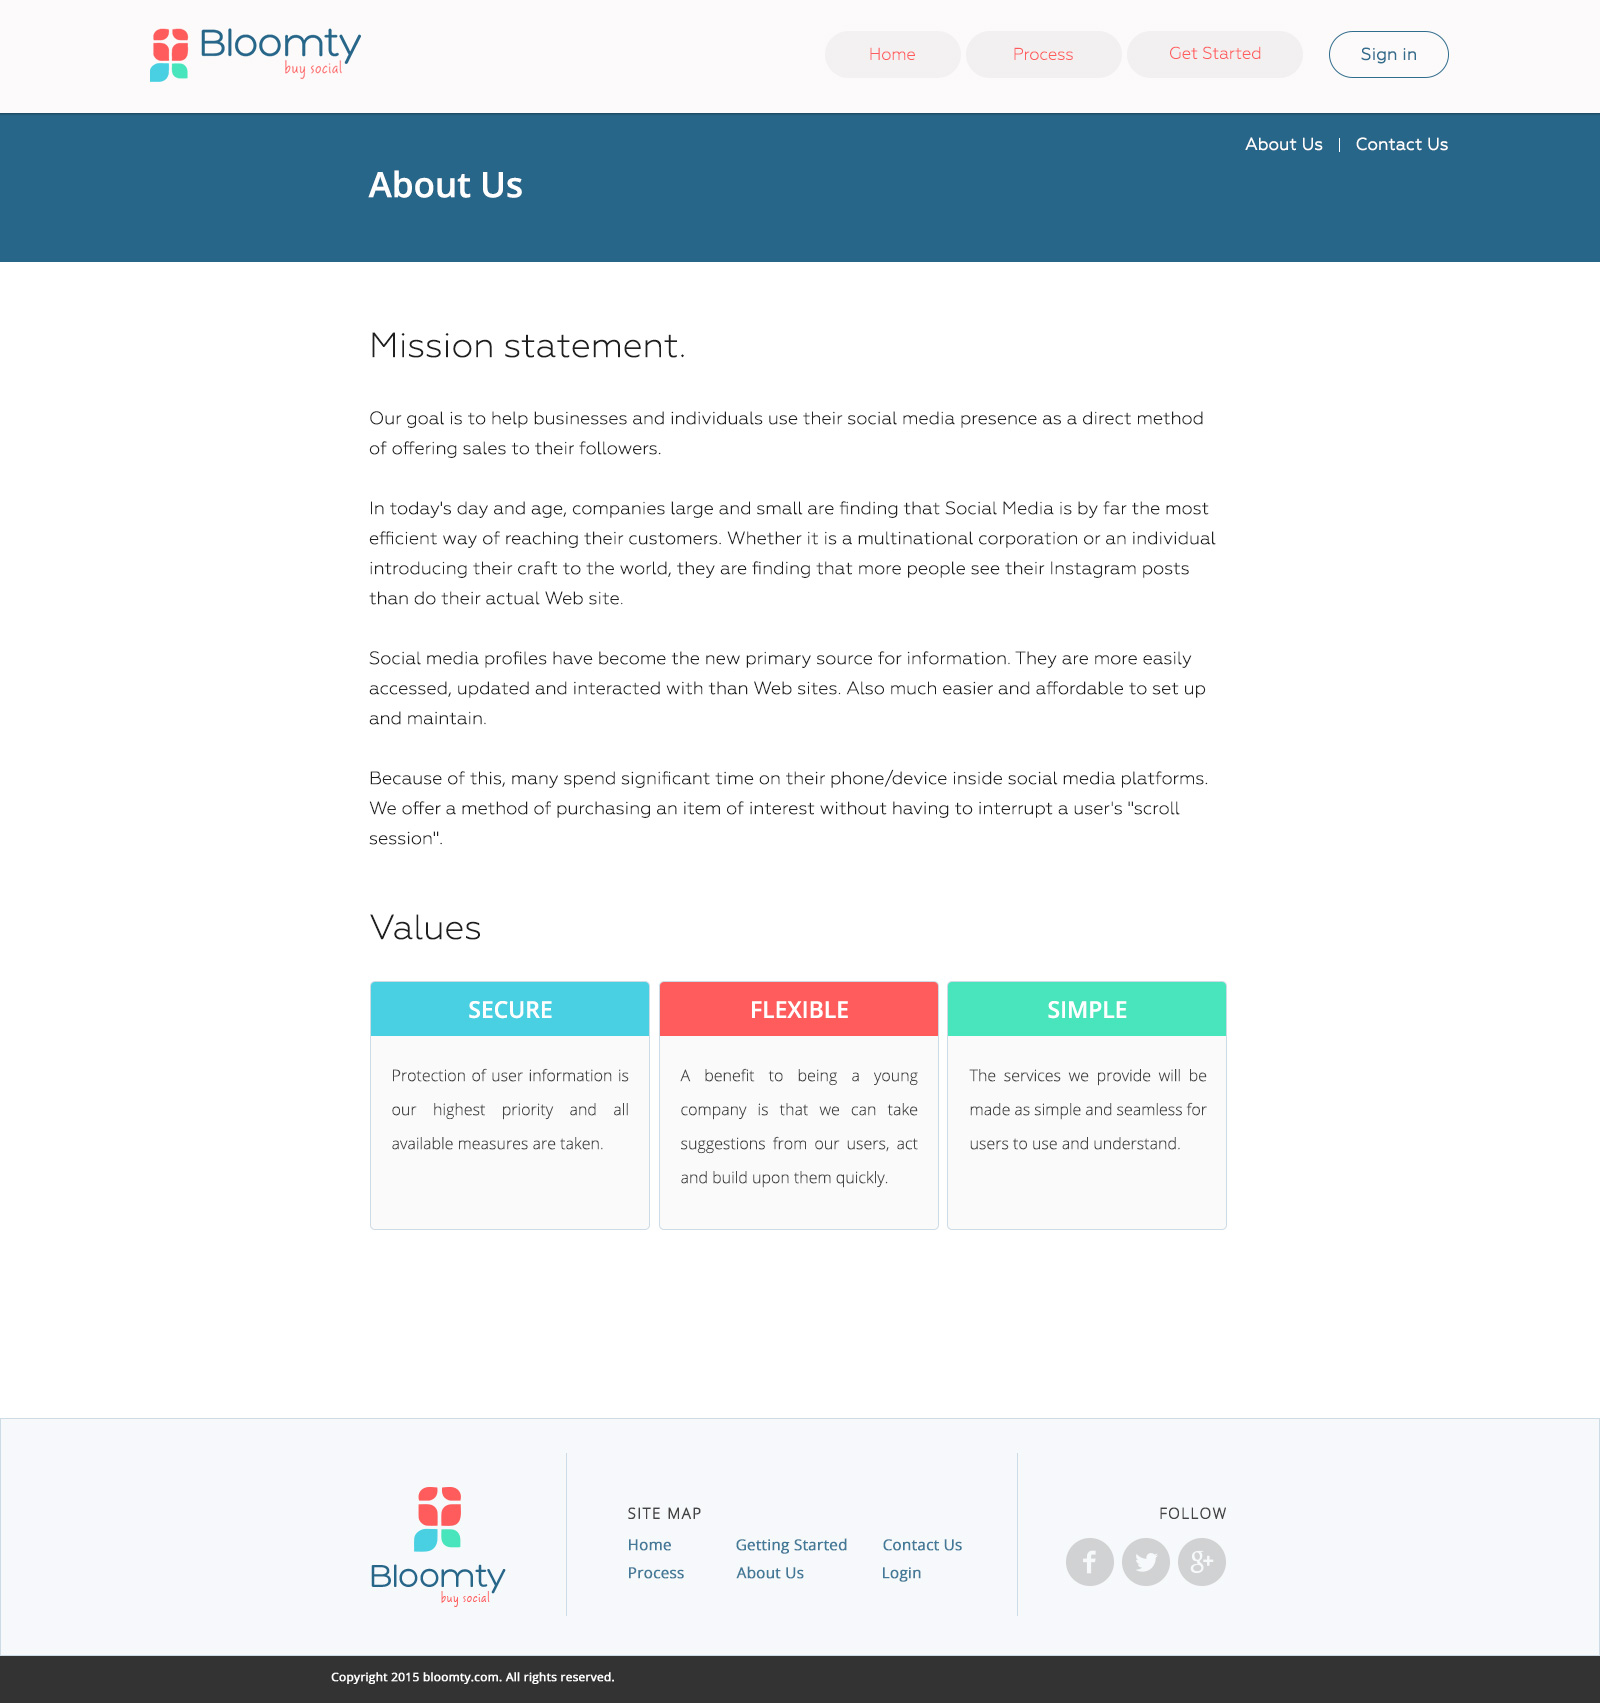 Bloomty
buy social
Home
Process
Get Started
Sign in
About Us | Contact Us
About Us
Mission statement.
Our goal is to help businesses and individuals use their social media presence as a direct method
of offering sales to their followers.
In today's day and age, companies large and small are finding that Social Media is by far the most
efficient way of reaching their customers. Whether it is a multinational corporation or an individual
introducing their craft to the world, they are finding that more people see their Instagram posts
than do their actual Web site.
Social media profiles have become the new primary source for information. They are more easily
accessed, updated and interacted with than Web sites. Also much easier and affordable to set up
and maintain.
Because of this, many spend significant time on their phone/device inside social media platforms.
We offer a method of purchasing an item of interest without having to interrupt a user's "scroll
session".
Values
SECURE
Protection of user information is
our highest priority and all
available measures are taken.
FLEXIBLE
A benefit to being a young
company is that we can take
suggestions from our users, act
and build upon them quickly.
SIMPLE
The services we provide will be
made as simple and seamless for
users to use and understand.
Bloomty
buy social
SITE MAP
Home
Getting Started
Contact Us
Process
About Us
Login
FOLLOW
Copyright 2015 bloomty.com. All rights reserved.